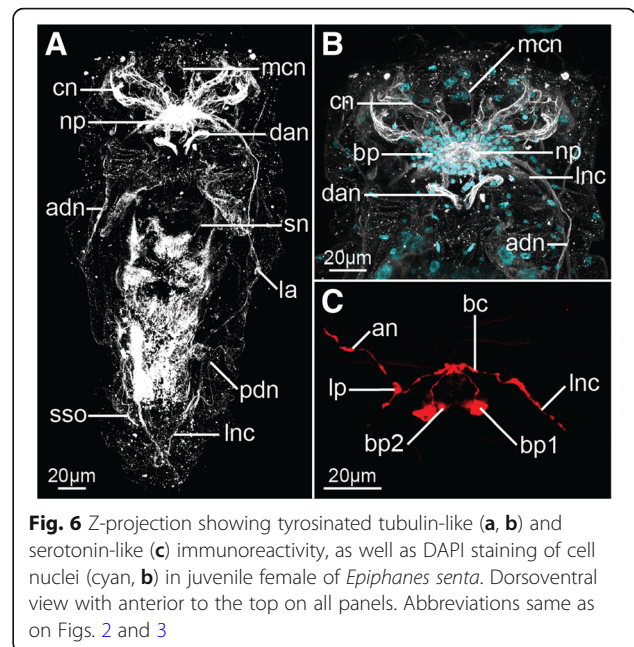 A
mcn
cn
np
dan
adn
sn
la
pdn
sso
lnc
20µm
B
mcn
cn
bp
np
lnc
dan
adn
20µm
C
bc
an
lp
lnc
bp2
bp1
20µm
Fig. 6 Z-projection showing tyrosinated tubulin-like (a, b) and
serotonin-like (c) immunoreactivity, as well as DAPI staining of cell
nuclei (cyan, b) in juvenile female of Epiphanes senta. Dorsoventral
view with anterior to the top on all panels. Abbreviations same as
on Figs. 2 and 3